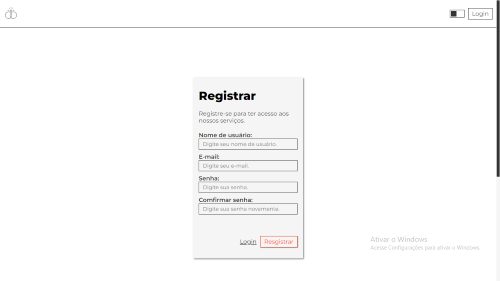 Login
Registrar
Registre-se para ter acesso aos
nossos serviços.
Nome de usuário:
Digite seu nome de usuário.
E-mail:
Digite seu e-mail.
Senha:
Digite sua senha.
Comfirmar senha:
Digite sua senha novamente.
Login
Resgistrar
Ativar o Windows
Acesse Configurações para ativar o Windows.